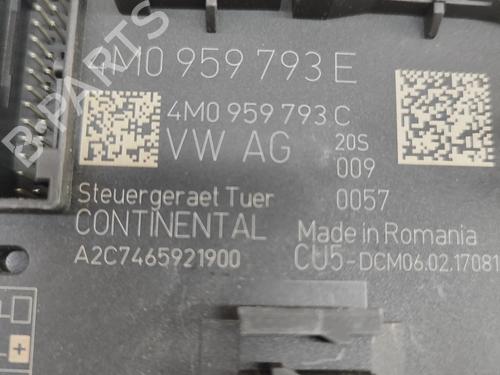 4M0 959 793 E
4M0 959 793 C
VW AG
20S
009
Steuergeraet Tuer
0057
CONTINENTAL
Made in Romania
A2C7465921900
CU5-DCM06.02.17081
B-PARTS